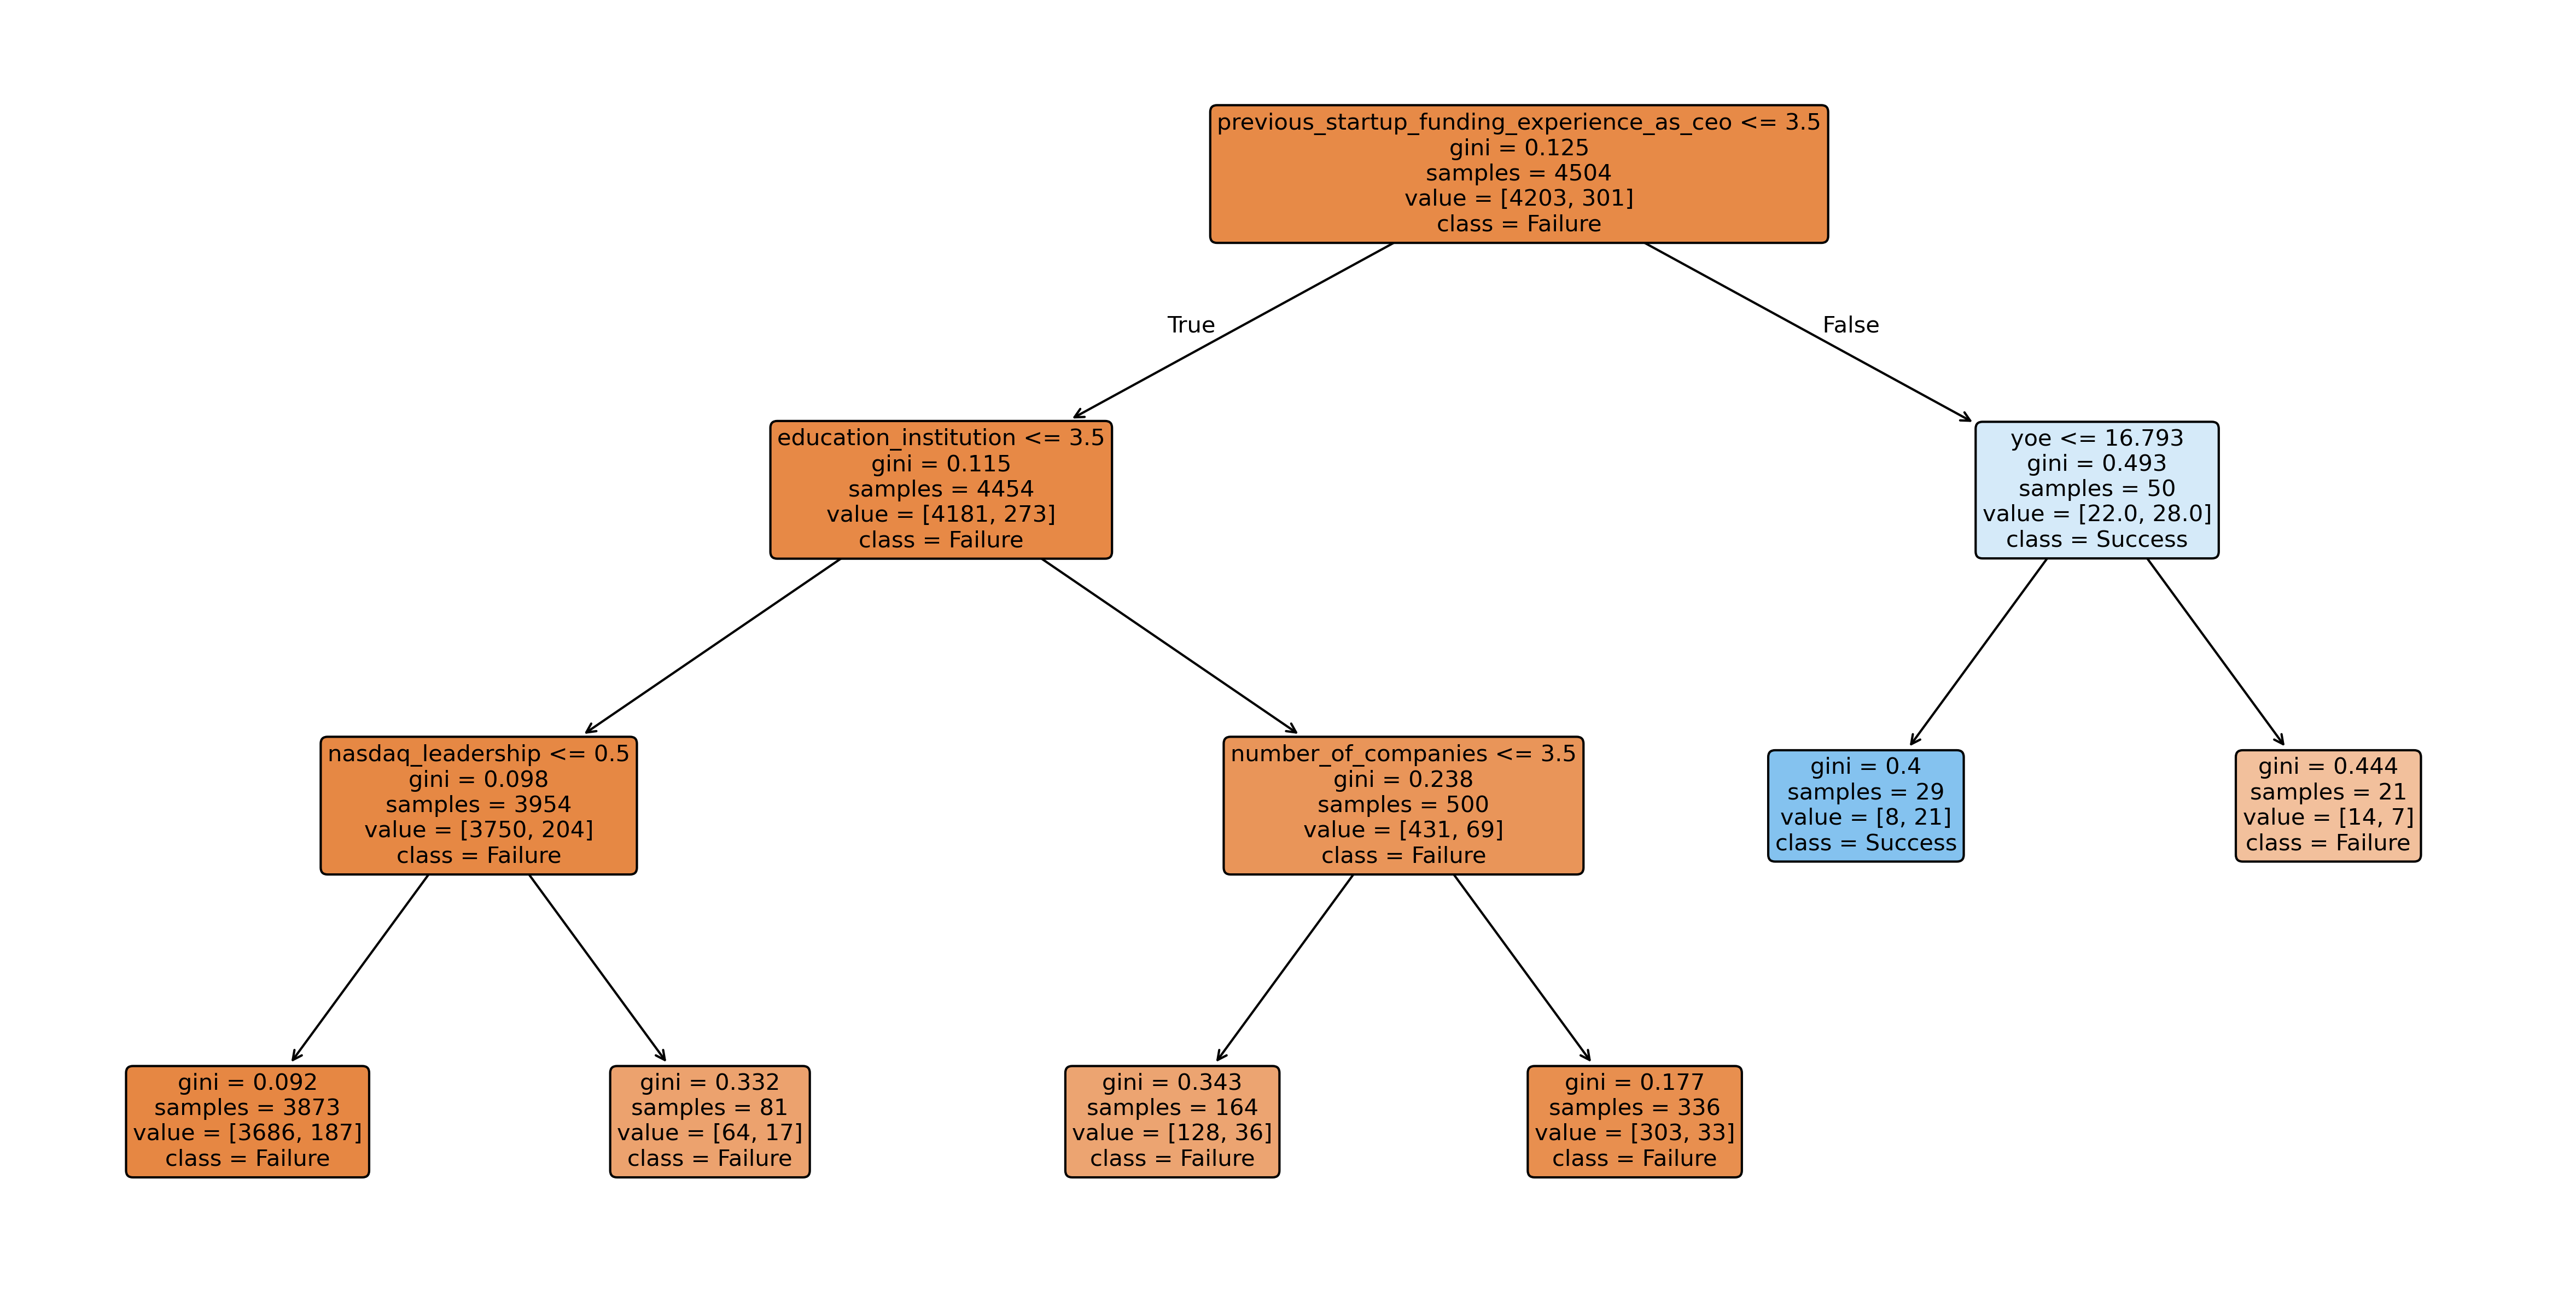 previous_startup_funding_experience_as_ceo <= 3.5
gini = 0.125
samples = 4504
value = [4203, 301]
class = Failure
True
False
education_institution <= 3.5
gini = 0.115
samples = 4454
value = [4181, 273]
class = Failure
yoe <= 16.793
gini = 0.493
samples = 50
value = [22.0, 28.0]
class = Success
nasdaq_leadership <= 0.5
gini = 0.098
samples = 3954
value = [3750, 204]
class = Failure
number_of_companies <= 3.5
gini = 0.238
samples = 500
value = [431, 69]
class = Failure
gini = 0.4
samples = 29
value = [8, 21]
class = Success
gini = 0.444
samples = 21
value = [14, 7]
class = Failure
gini = 0.092
samples = 3873
value = [3686, 187]
class = Failure
gini = 0.332
samples = 81
value = [64, 17]
class = Failure
gini = 0.343
samples = 164
value = [128, 36]
class = Failure
gini = 0.177
samples = 336
value = [303, 33]
class = Failure